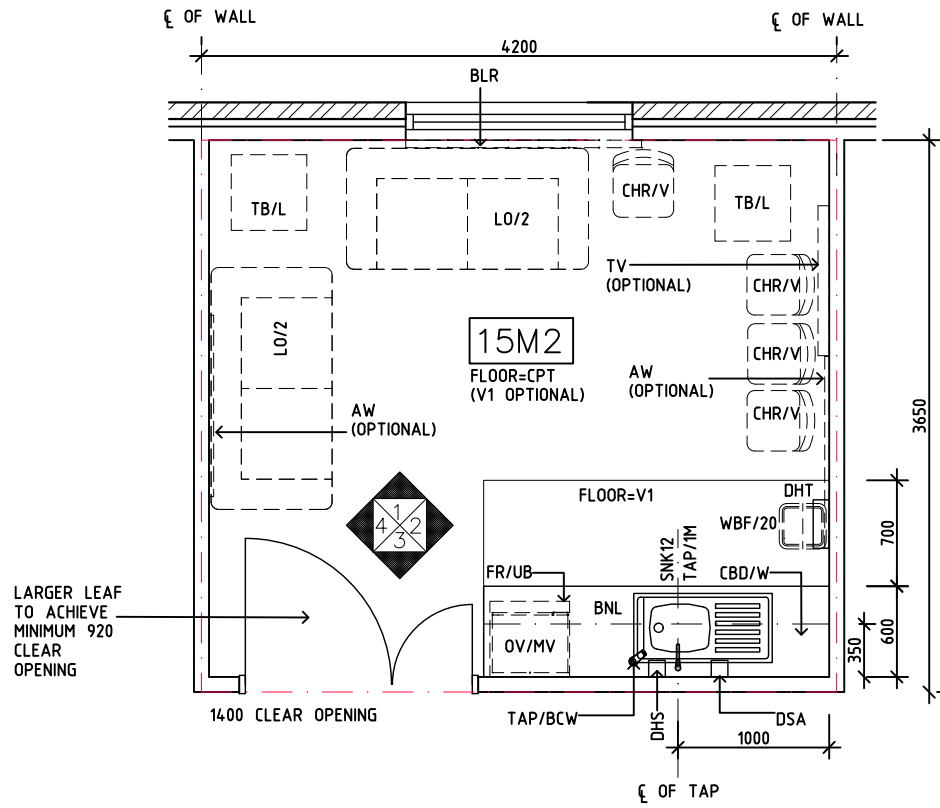 ℄ OF WALL
℄ OF WALL
4200
BLR
TB/L
LO/2
CHR/V
TB/L
TV
(OPTIONAL)
CHR/V
LO/2
15M2
FLOOR=CPT
(V1 OPTIONAL)
AW
(OPTIONAL)
CHR/V
AW
(OPTIONAL)
CHR/V
3650
FLOOR=V1
DHT
WBF/20
700
1
4
2
3
SNK12
TAP/1M
FR/UB
CBD/W
LARGER LEAF
TO ACHIEVE
MINIMUM 920
CLEAR
OPENING
BNL
OV/MV
350
600
1400 CLEAR OPENING
TAP/BCW
DHS
DSA
1000
℄ OF TAP